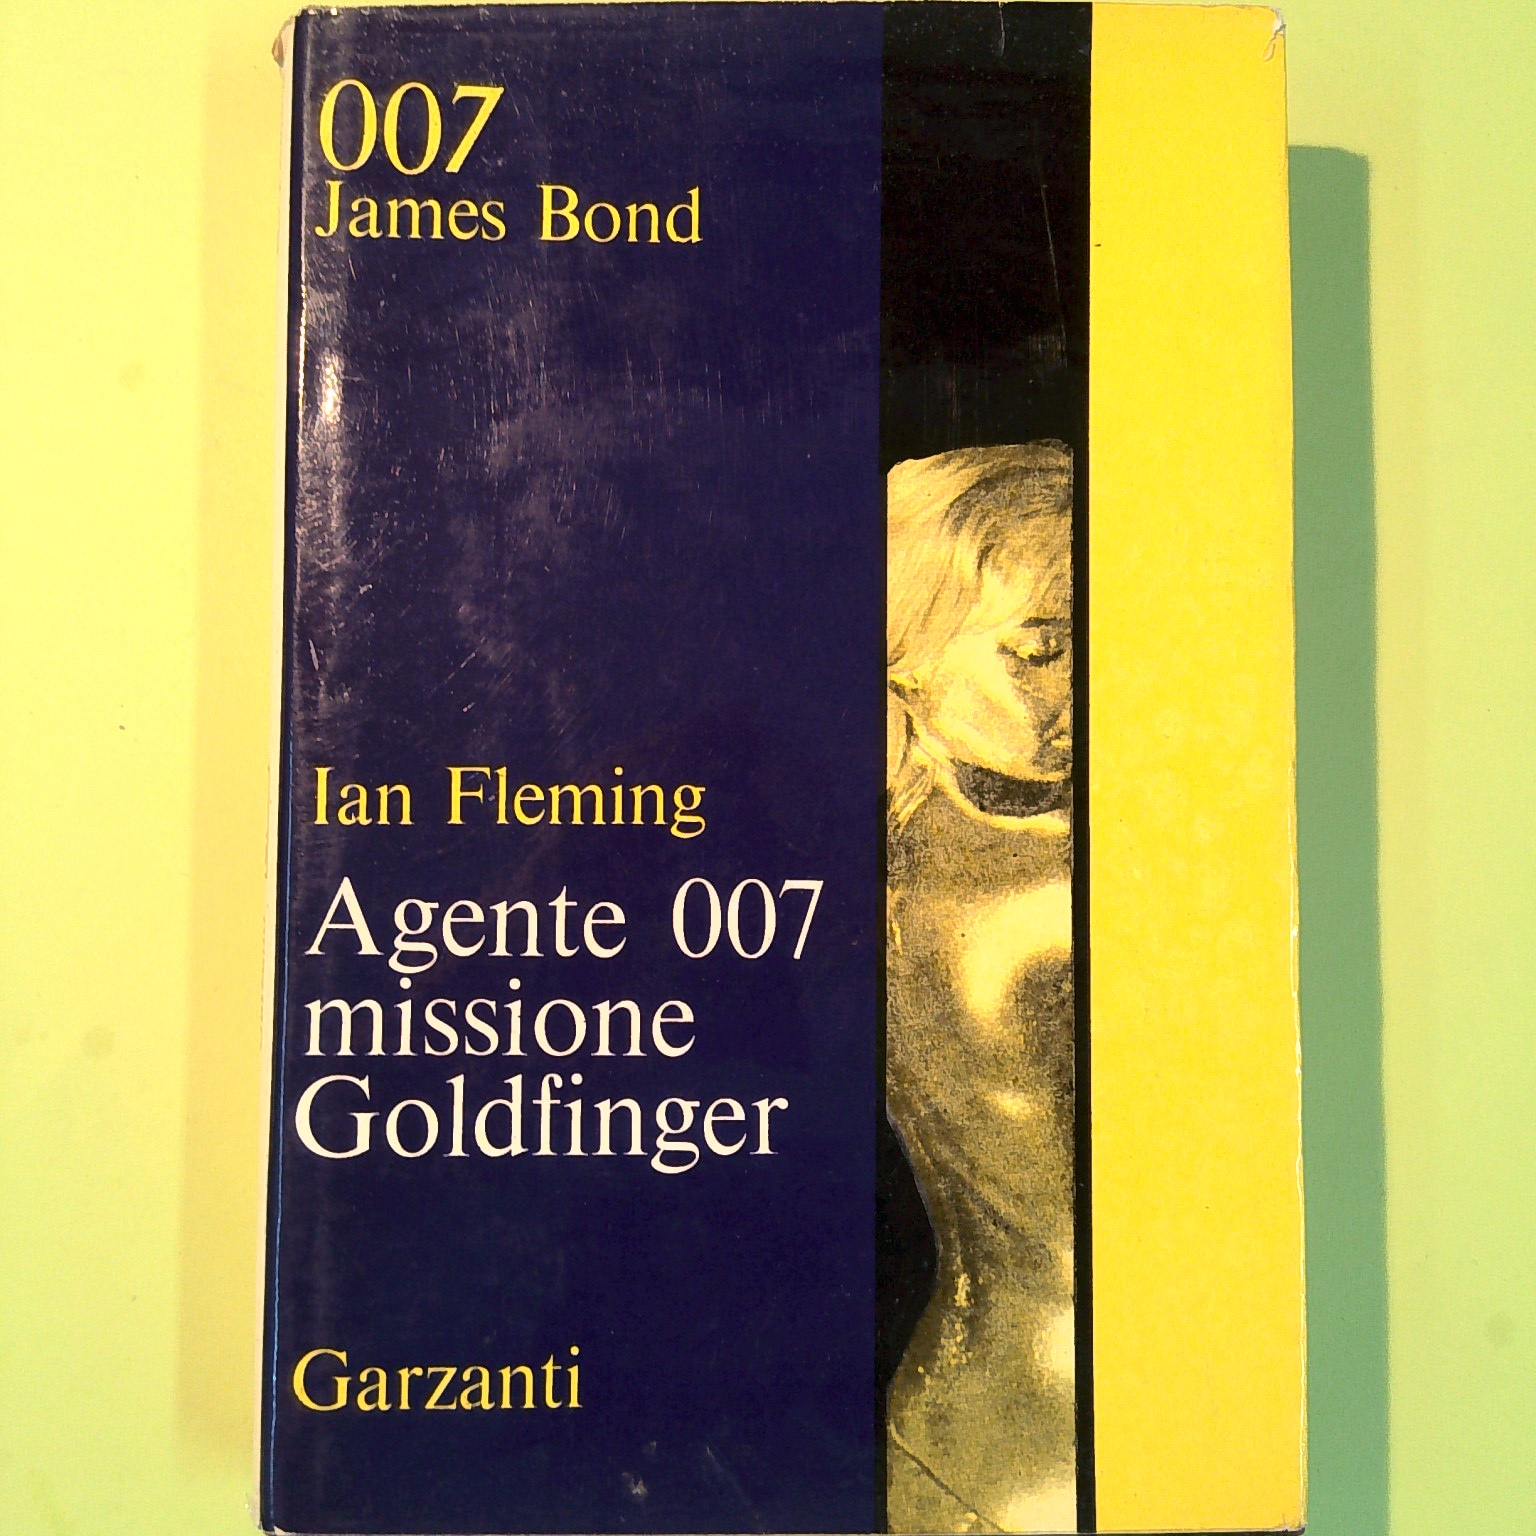 007
James Bond
Ian Fleming
Agente 007
missione
Goldfinger
Garzanti